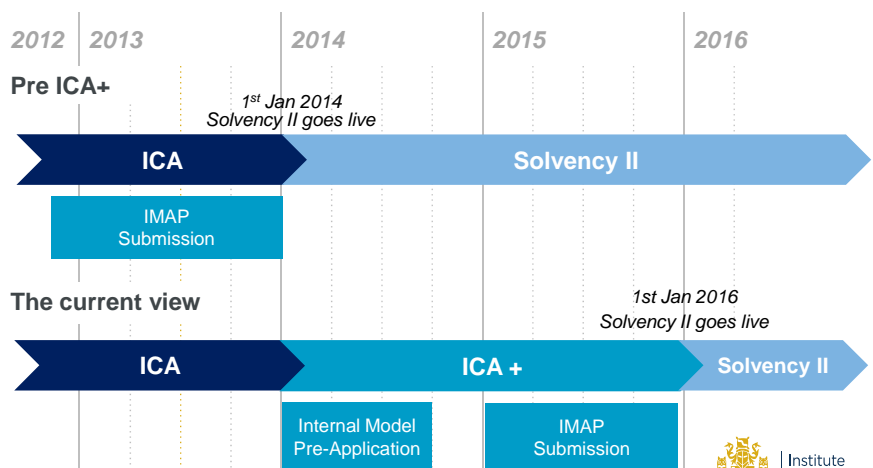 2012 2013 2014 2015 2016
Pre ICA+
1st Jan 2014
Solvency II goes live
ICA
Solvency II
IMAP
Submission
The current view
1st Jan 2016
Solvency II goes live
ICA
ICA +
Solvency II
Internal Model
Pre-Application
IMAP
Submission
Institute